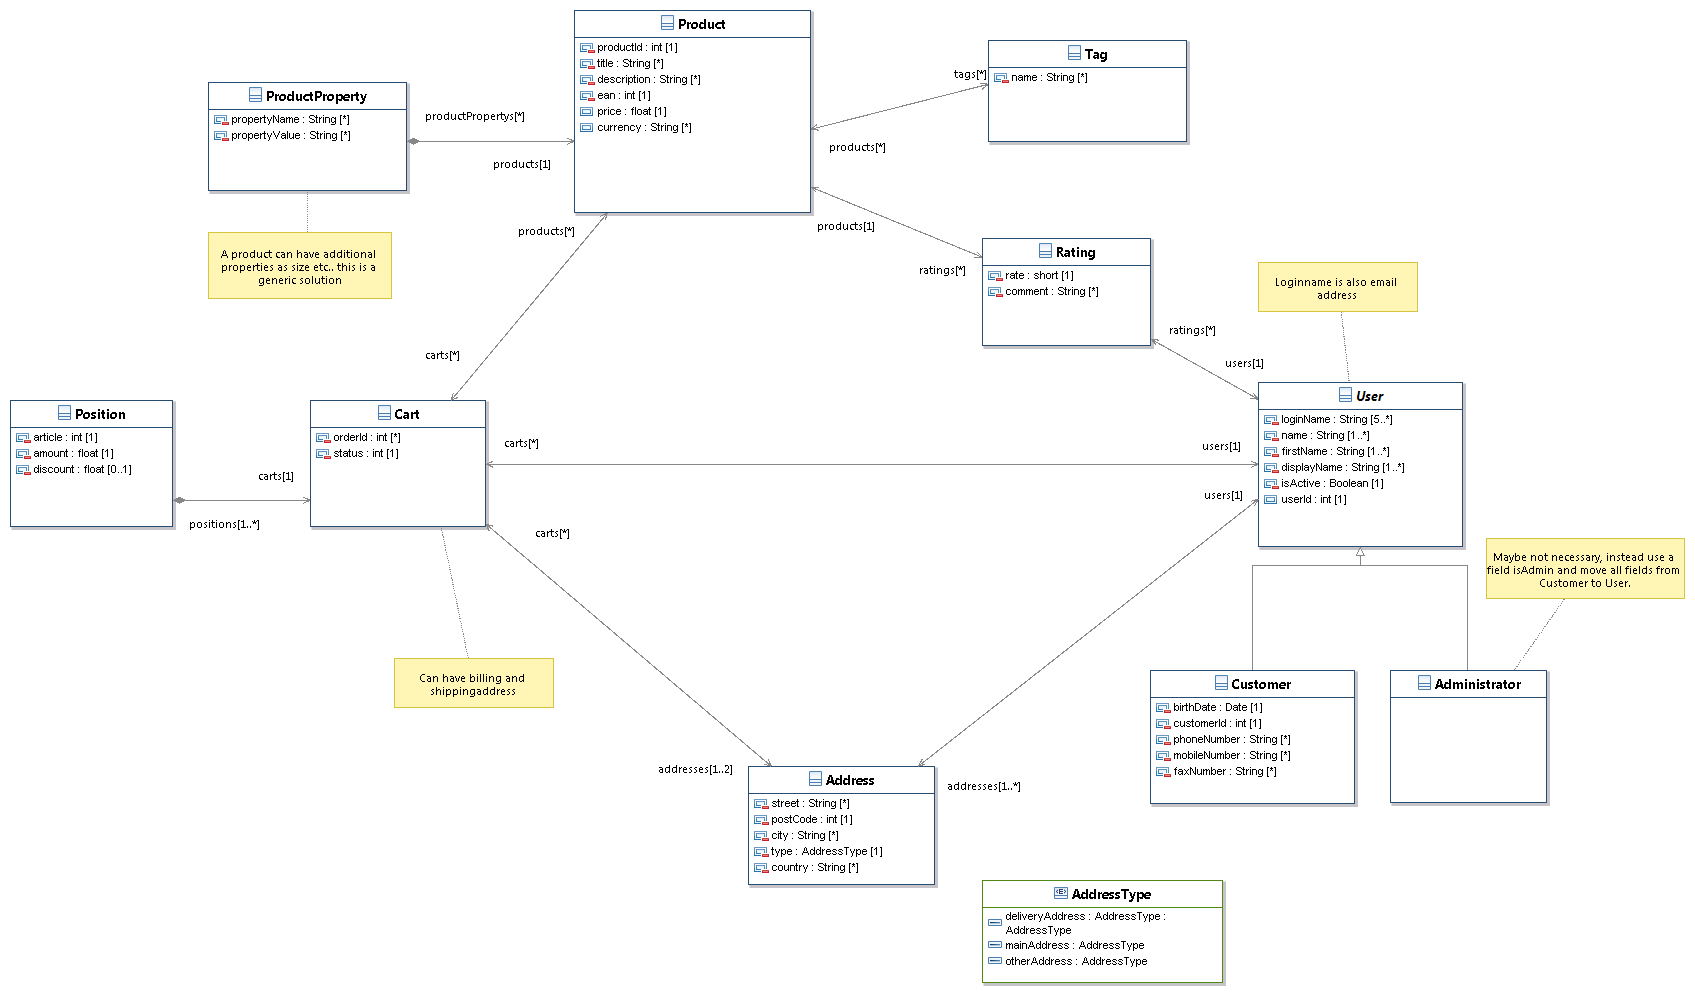 Product
productId : int [1]
title : String [*]
description : String [*]
ean : int [1]
price : float [1]
currency : String [*]
Tag
name : String [*]
tags[*]
products[*]
ProductProperty
propertyName : String [*]
propertyValue : String [*]
productPropertys[*]
products[1]
A product can have additional
properties as size etc.. this is a
generic solution
products[*]
carts[*]
products[1]
ratings[*]
Rating
rate : short [1]
comment : String [*]
Loginname is also email
address
ratings[*]
users[1]
User
loginName : String [5..*]
name : String [1..*]
firstName : String [1..*]
displayName : String [1..*]
isActive : Boolean [1]
userId : int [1]
Position
article : int [1]
amount : float [1]
discount : float [0..1]
carts[1]
positions[1..*]
Cart
orderId : int [*]
status : int [1]
carts[*]
users[1]
users[1]
carts[*]
Can have billing and
shippingaddress
Maybe not necessary, instead use a
field isAdmin and move all fields from
Customer to User.
Customer
birthDate : Date [1]
customerId : int [1]
phoneNumber : String [*]
mobileNumber : String [*]
faxNumber : String [*]
Administrator
addresses[1..2]
addresses[1..*]
Address
street : String [*]
postCode : int [1]
city : String [*]
type : AddressType [1]
country : String [*]
AddressType
deliveryAddress : AddressType :
AddressType
mainAddress : AddressType
otherAddress : AddressType